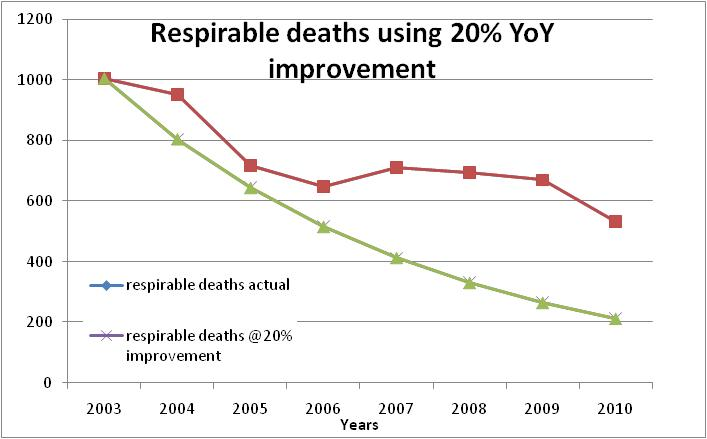 Respirable deaths using 20% YoY
improvement
1200
1000
800
600
400
200
0
respirable deaths actual
respirable deaths @20%
improvement
2003 2004 2005 2006 2007 2008 2009 2010
Years